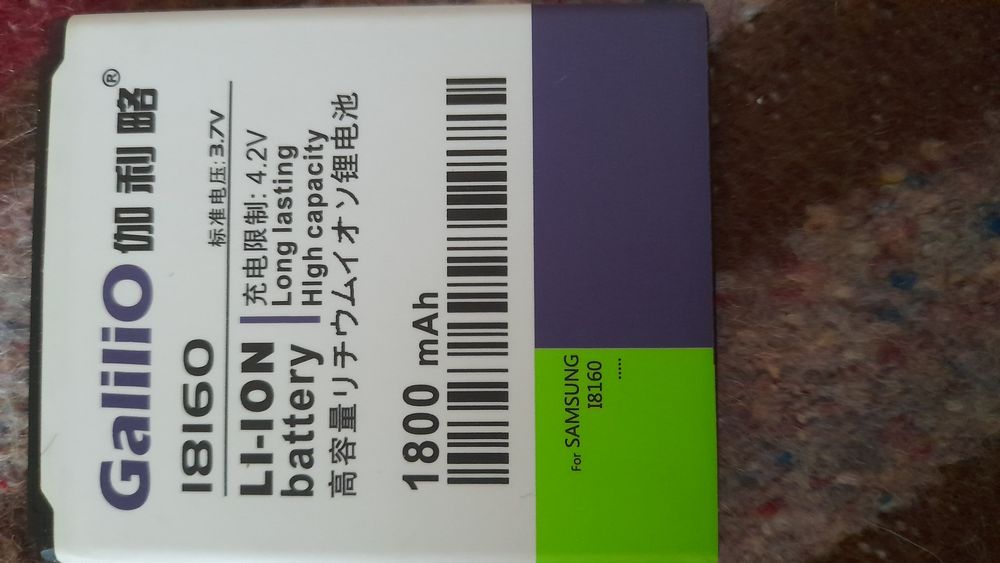 GaliliO 伽利略®
I8160 标准电压: 3.7V
LI-ION 充电限制: 4.2V
battery Long lasting
HIgh capacity
高容量リチウムイオソ锂电池
1800 mAh
For SAMSUNG
I8160
.....